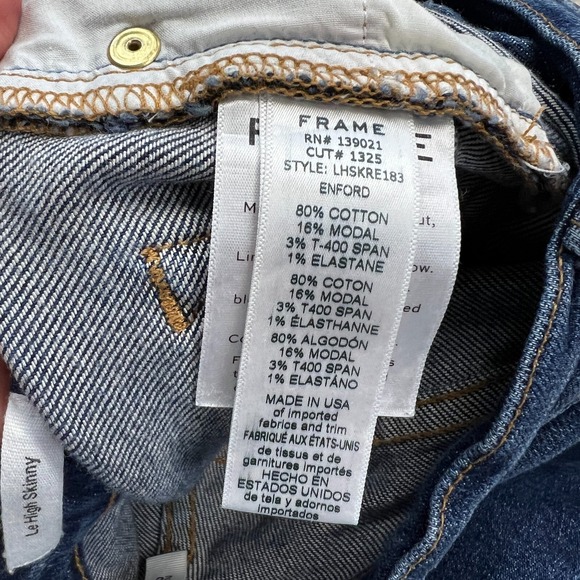 FRAME
RN# 139021
CUT# 1325
STYLE: LHSKRE183
ENFORD
80% COTTON
16% MODAL
3% T-400 SPAN
1% ELASTANE
80% COTON
16% MODAL
3% T400 SPAN
1% ÉLASTHANNE
80% ALGODÓN
16% MODAL
3% T400 SPAN
1% ELASTÁNO
MADE IN USA
of imported
fabrics and trim
FABRIQUÉ AUX ÉTATS-UNIS
de tissus et de
garnitures importés
HECHO EN
ESTADOS UNIDOS
de tela y adornos
importados
Le High Skinny